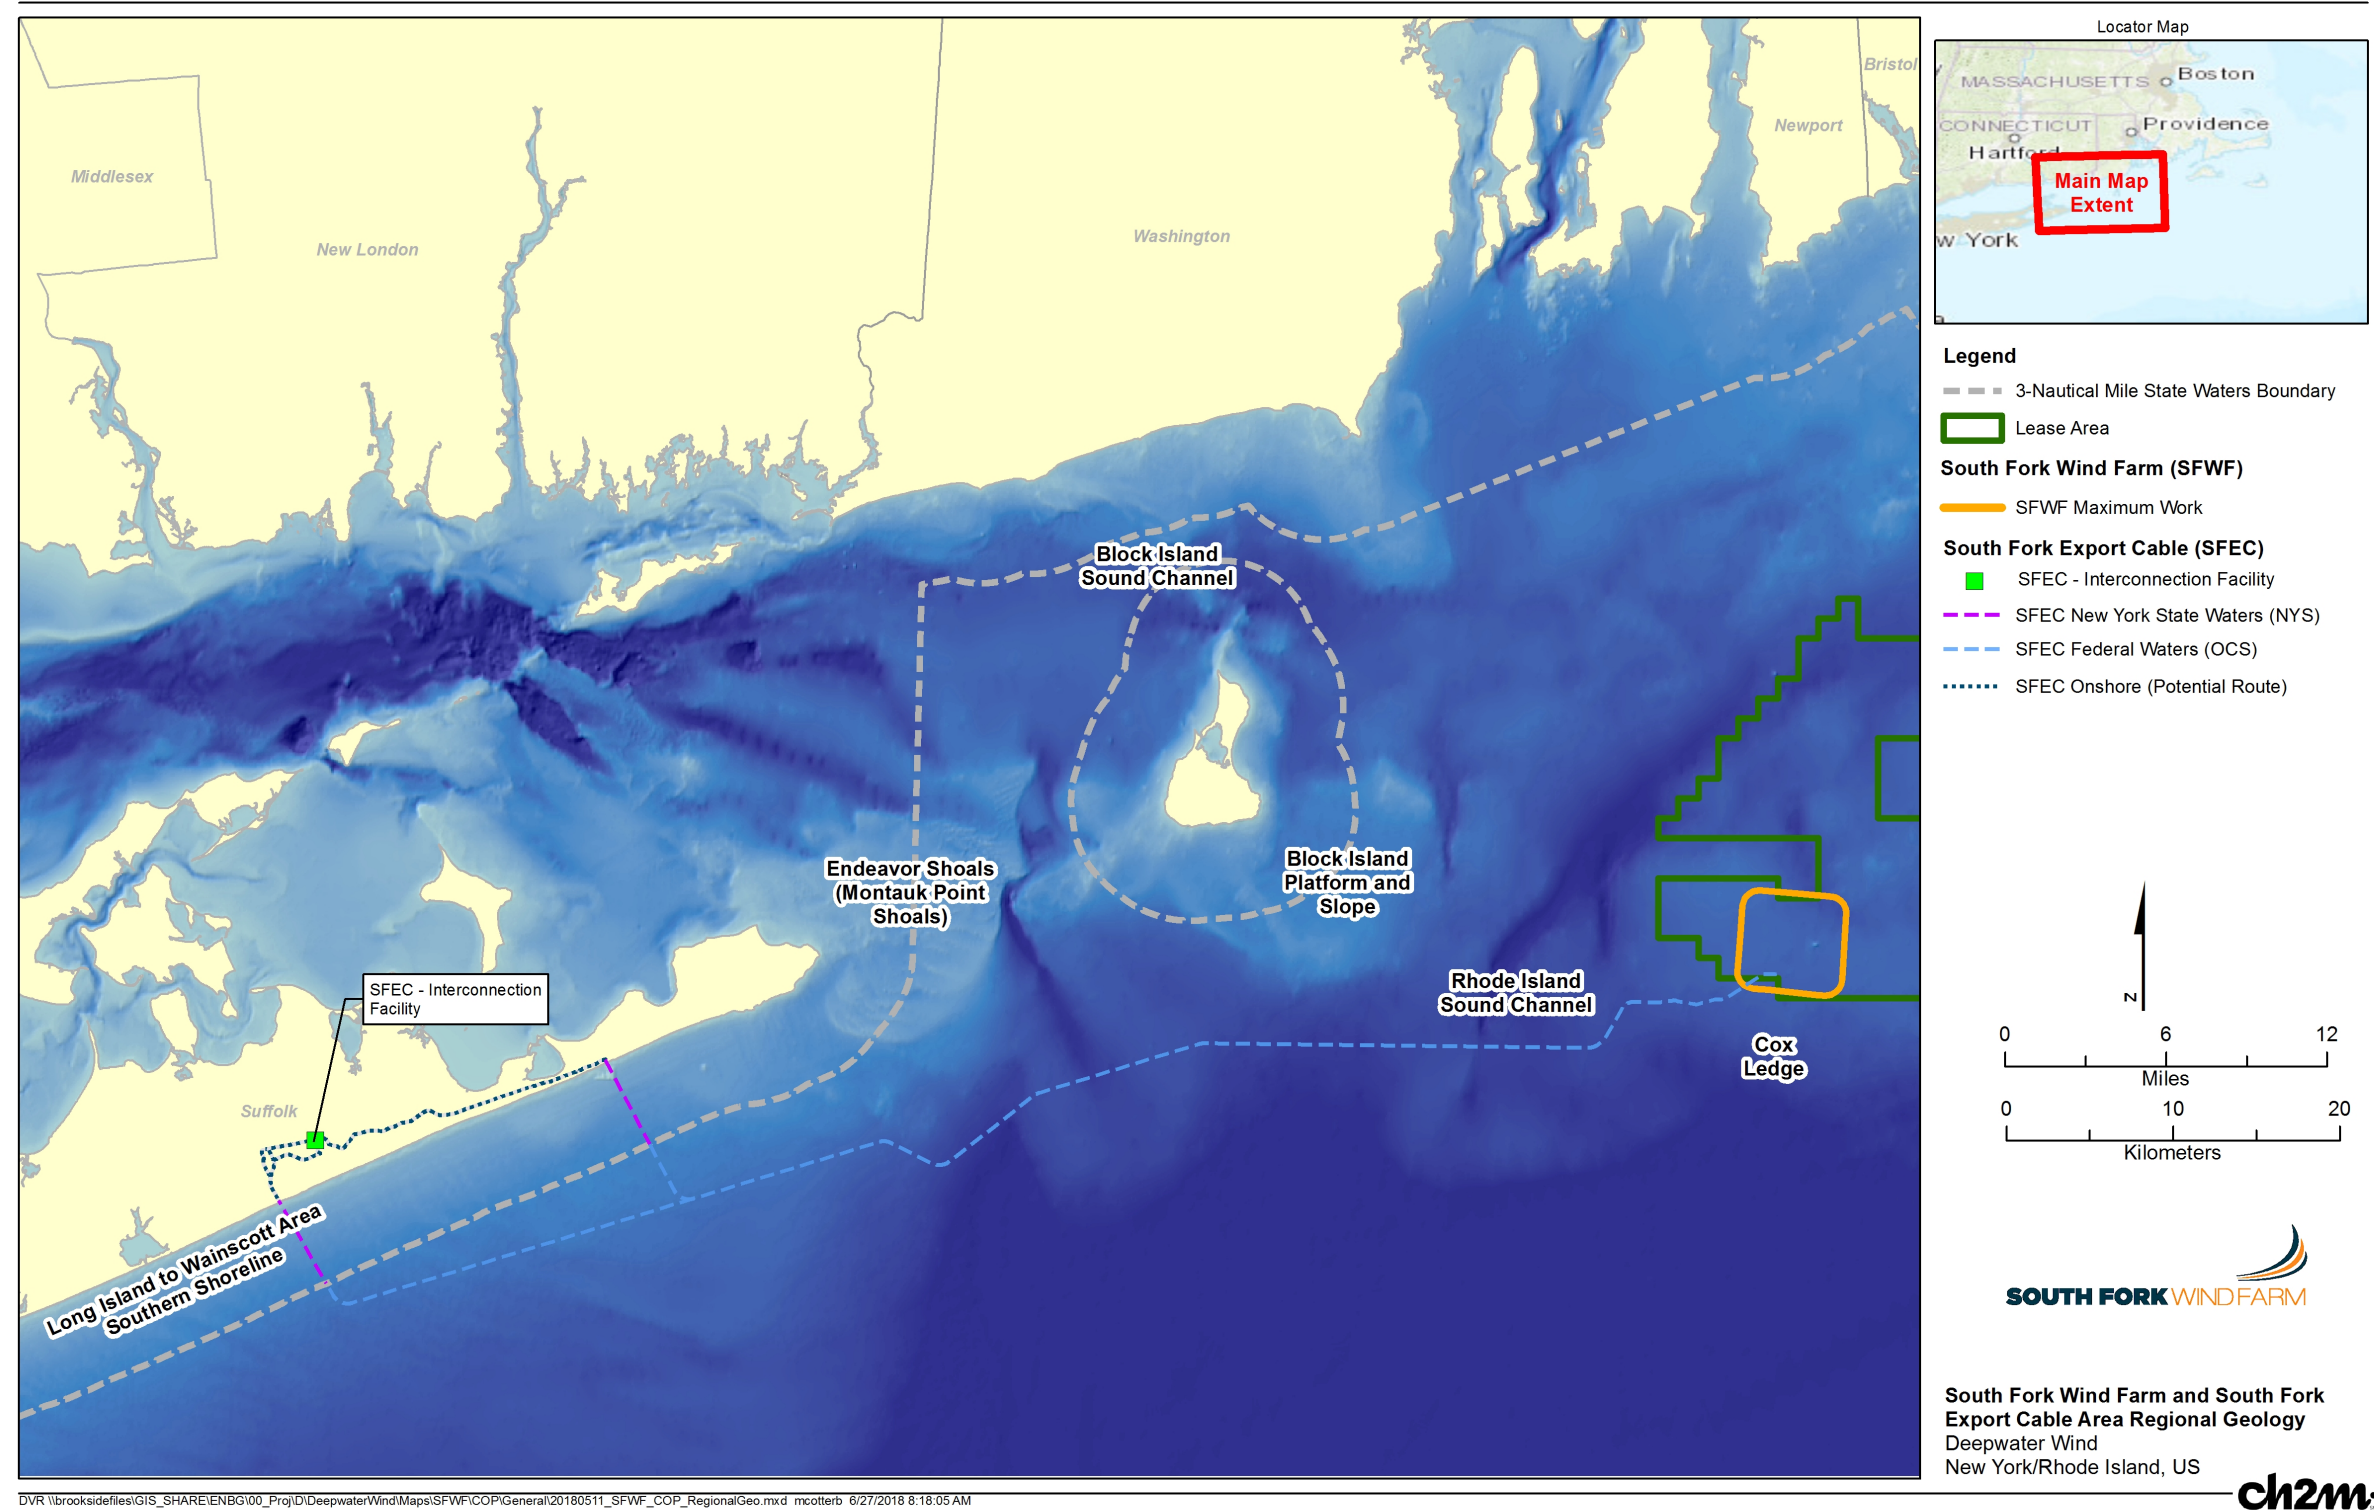 Middlesex
New London
Washington
Newport
Bristol
Block Island
Sound Channel
Endeavor Shoals
(Montauk Point
Shoals)
Block Island
Platform and
Slope
Rhode Island
Sound Channel
Cox
Ledge
SFEC - Interconnection
Facility
Suffolk
Long Island to Wainscott Area
Southern Shoreline
Locator Map
MASSACHUSETTS
Boston
CONNECTICUT
Providence
Hartford
Main Map
Extent
w York
Legend
3-Nautical Mile State Waters Boundary
Lease Area
South Fork Wind Farm (SFWF)
SFWF Maximum Work
South Fork Export Cable (SFEC)
SFEC - Interconnection Facility
SFEC New York State Waters (NYS)
SFEC Federal Waters (OCS)
SFEC Onshore (Potential Route)
N
0 6 12
Miles
0 10 20
Kilometers
SOUTH FORK WIND FARM
South Fork Wind Farm and South Fork
Export Cable Area Regional Geology
Deepwater Wind
New York/Rhode Island, US
ch2m
DVR \\brooksidefiles\GIS_SHARE\ENBG\00_Proj\D\DeepwaterWind\Maps\SFWF\COP\General\20180511_SFWF_COP_RegionalGeo.mxd mcotterb 6/27/2018 8:18:05 AM